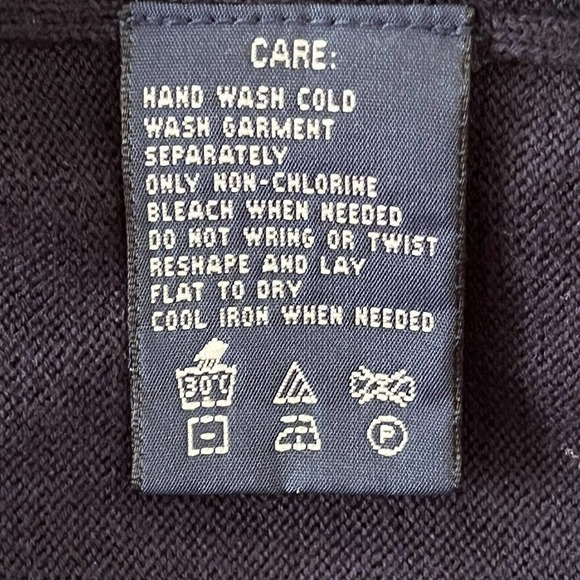 CARE:
HAND WASH COLD
WASH GARMENT
SEPARATELY
ONLY NON-CHLORINE
BLEACH WHEN NEEDED
DO NOT WRING OR TWIST
RESHAPE AND LAY
FLAT TO DRY
COOL IRON WHEN NEEDED
30°C
P